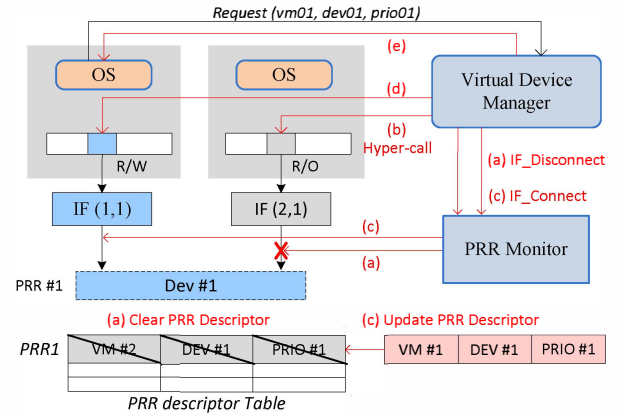 Request (vm01, dev01, prio01)
(e)
OS
OS
Virtual Device
Manager
(d)
(b)
Hyper-call
R/W
R/O
(a) IF_Disconnect
(c) IF_Connect
IF (1,1)
IF (2,1)
(c)
(a)
PRR Monitor
PRR #1
Dev #1
(a) Clear PRR Descriptor
(c) Update PRR Descriptor
PRR1
VM #2
DEV #1
PRIO #1
VM #1
DEV #1
PRIO #1
PRR descriptor Table